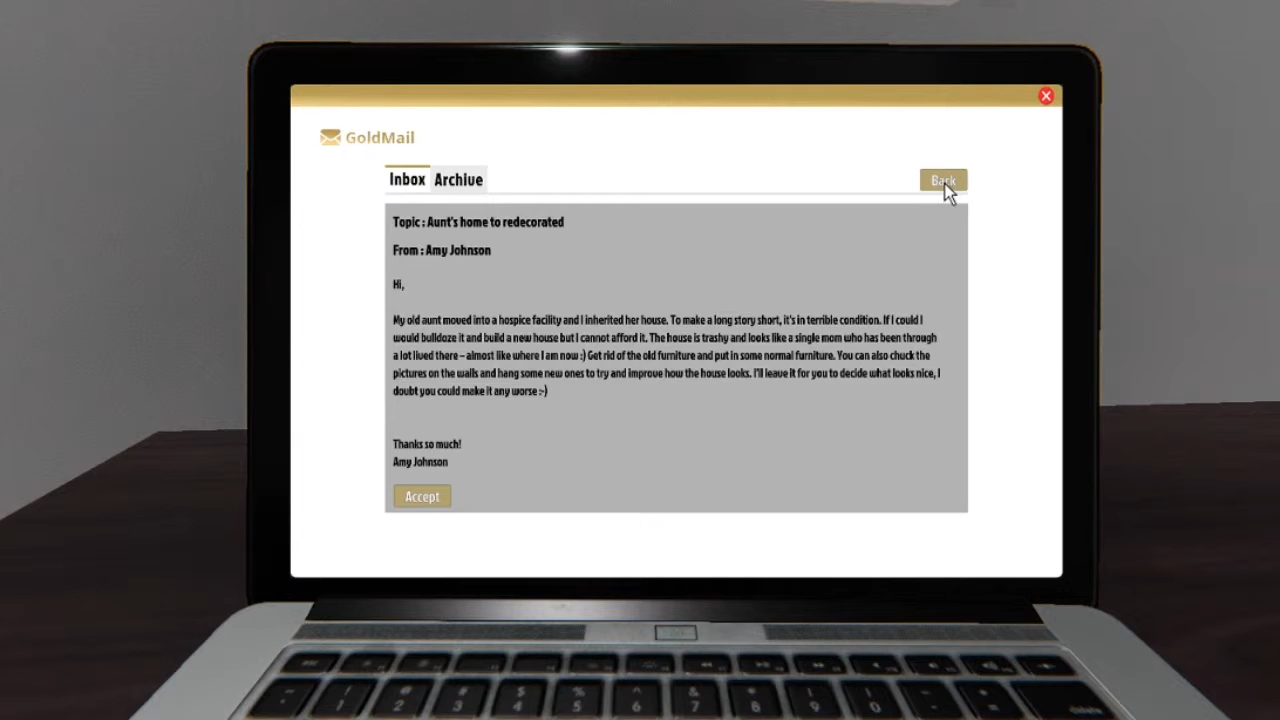 GoldMail
Inbox Archive
Back
Topic : Aunt's home to redecorated
From : Amy Johnson
Hi,
My old aunt moved into a hospice facility and I inherited her house. To make a long story short, it's in terrible condition. If I could I
would bulldoze it and build a new house but I cannot afford it. The house is trashy and looks like a single mom who has been through
a lot lived there – almost like where I am now :) Get rid of the old furniture and put in some normal furniture. You can also chuck the
pictures on the walls and hang some new ones to try and improve how the house looks. I'll leave it for you to decide what looks nice, I
doubt you could make it any worse :-)
Thanks so much!
Amy Johnson
Accept